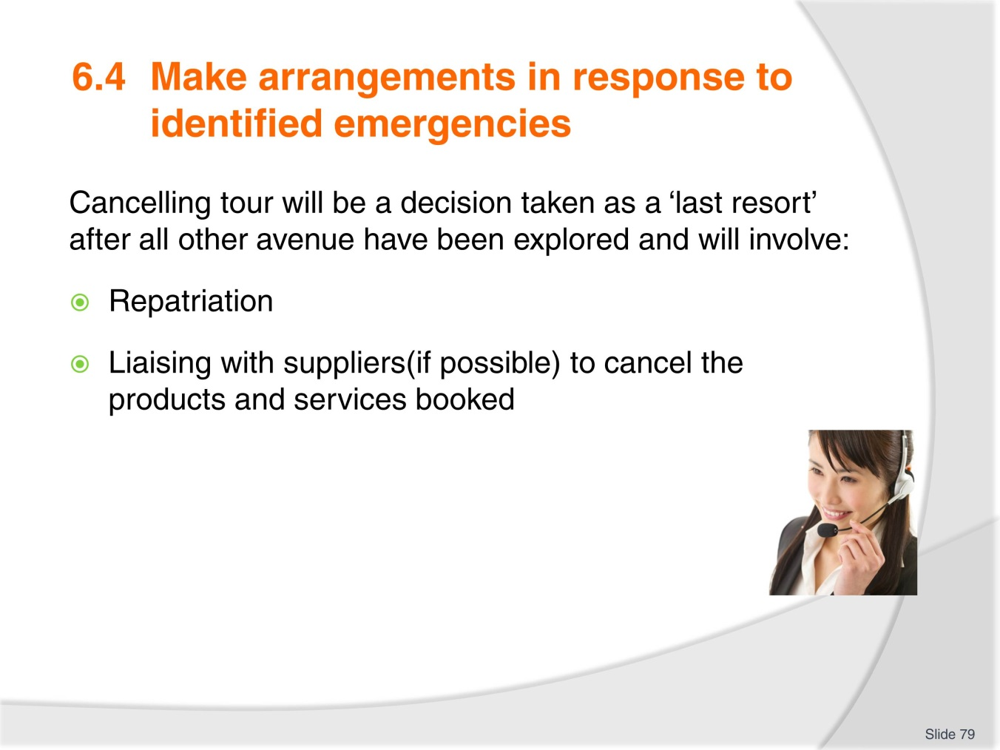 6.4 Make arrangements in response to
identified emergencies
Cancelling tour will be a decision taken as a ‘last resort’
after all other avenue have been explored and will involve:
Repatriation
Liaising with suppliers(if possible) to cancel the
products and services booked
Slide 79